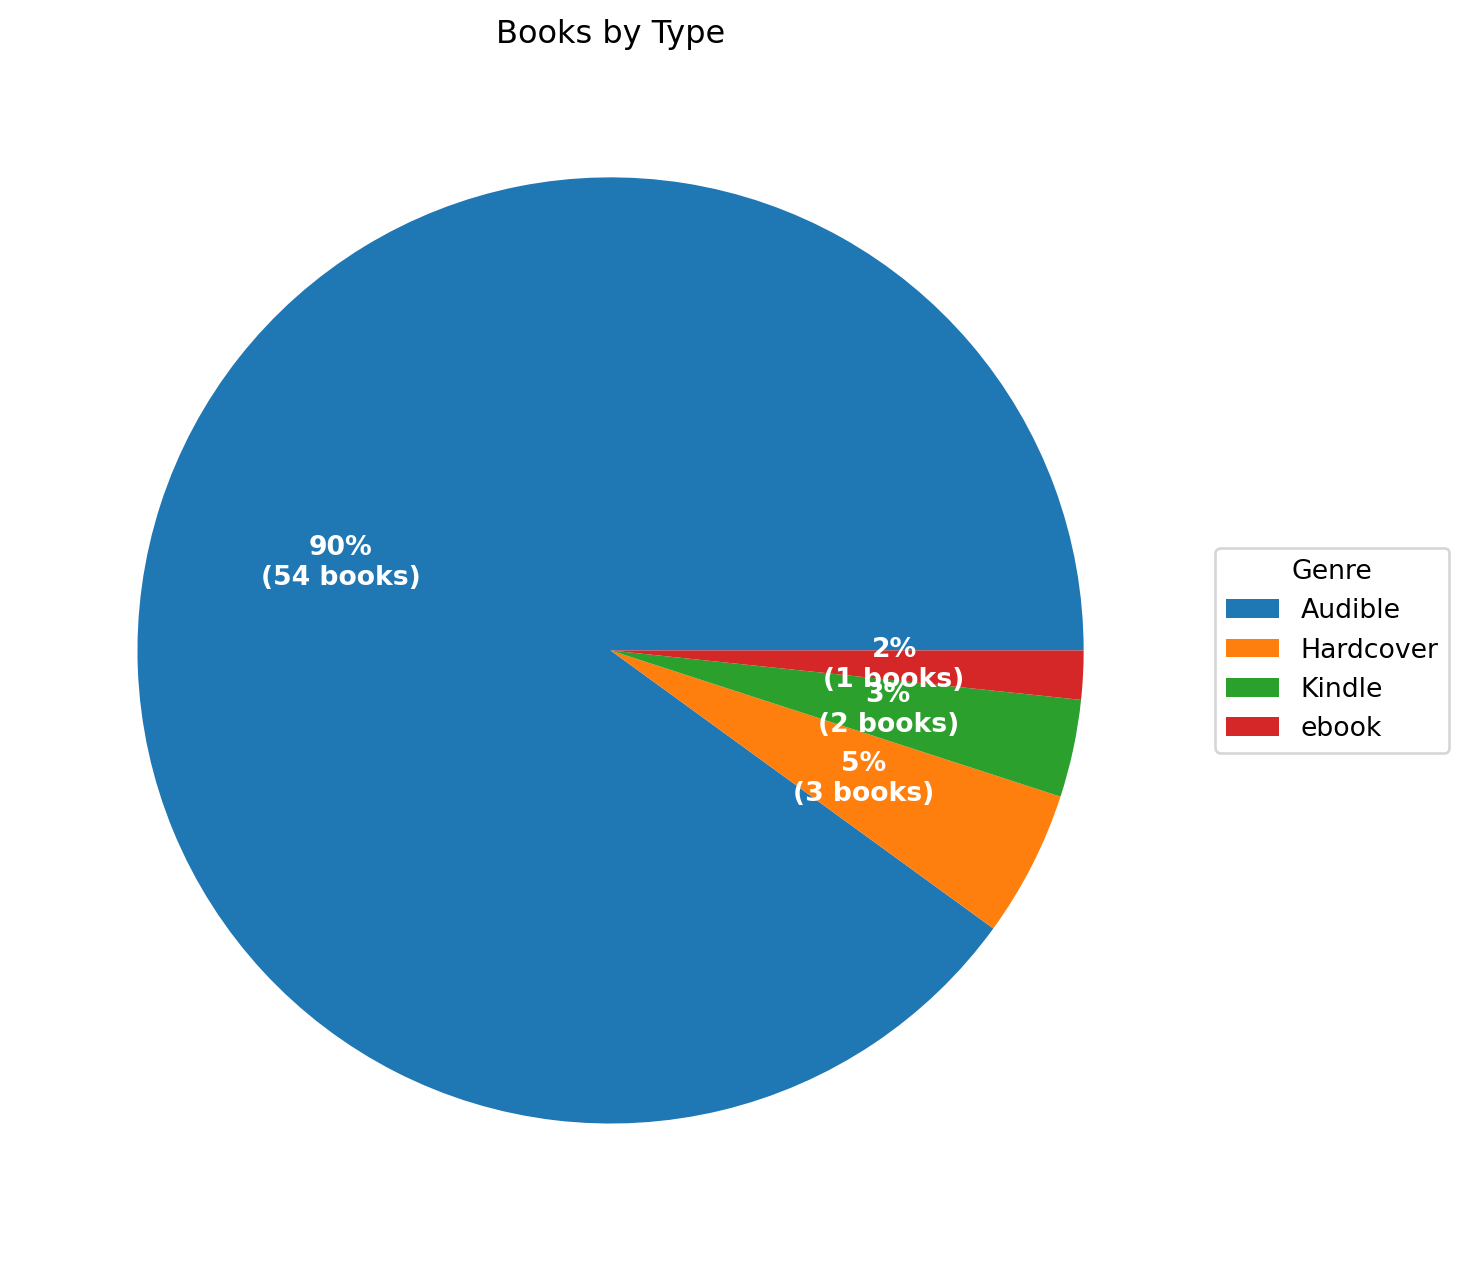 Books by Type
90%
(54 books)
2%
(1 books)
3%
(2 books)
5%
(3 books)
Genre
Audible
Hardcover
Kindle
ebook